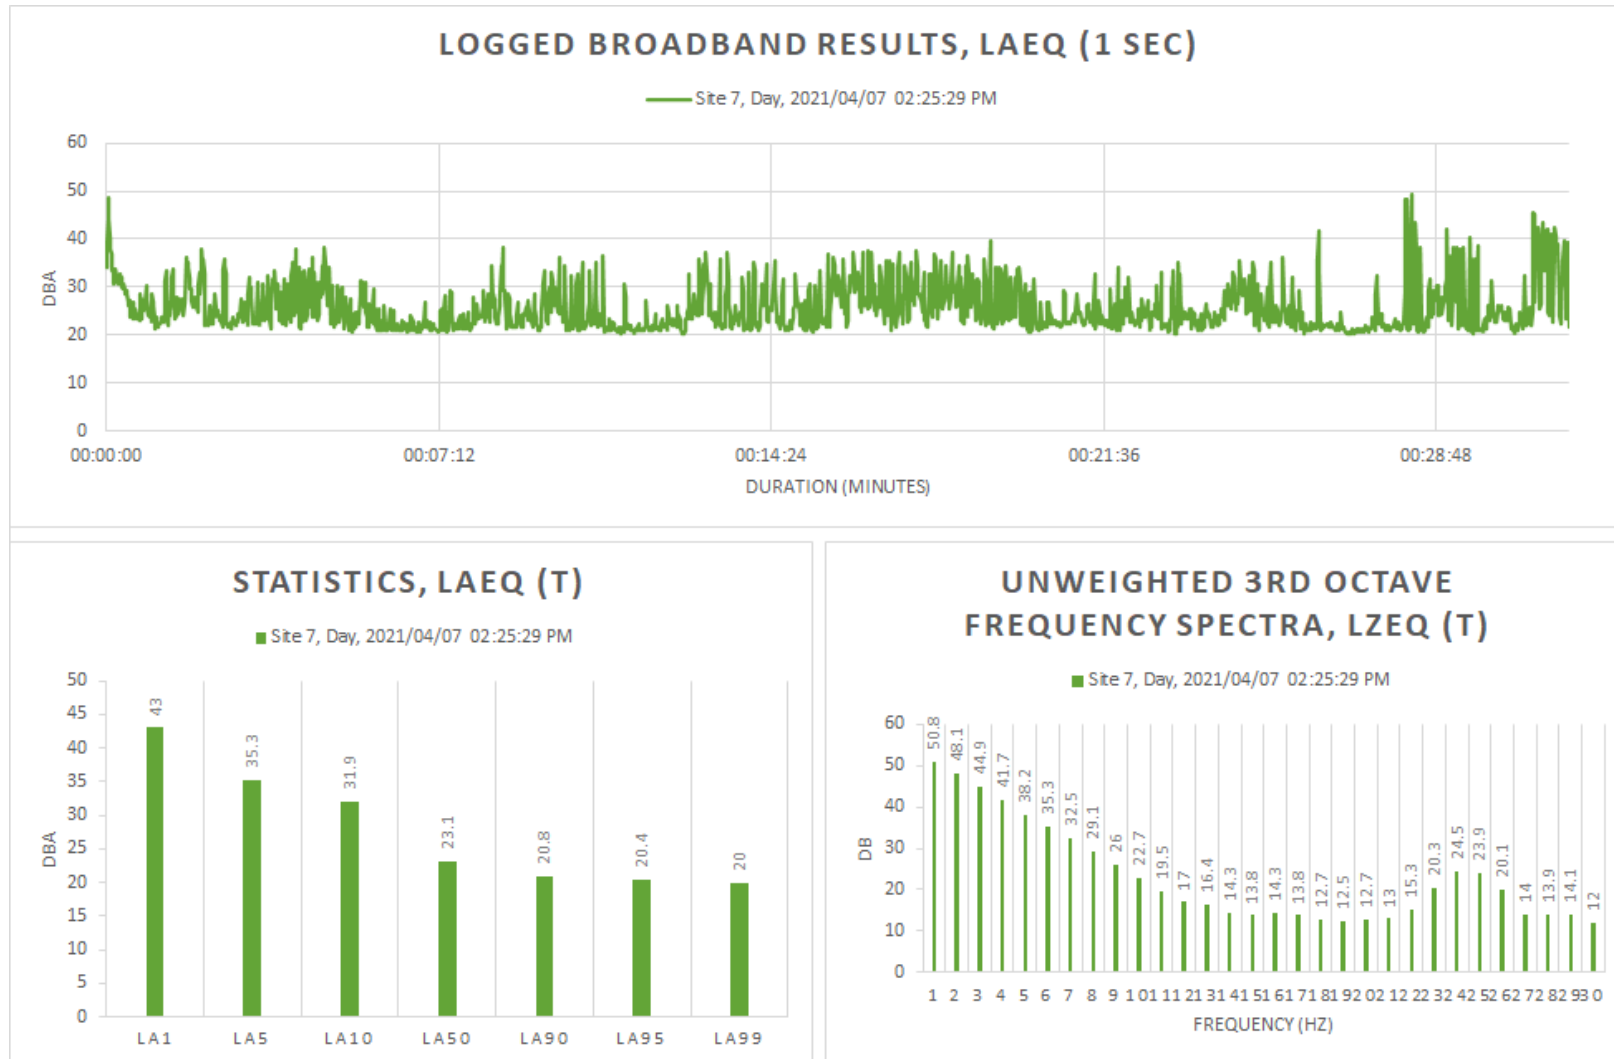 LOGGED BROADBAND RESULTS, LAEQ (1 SEC)
Site 7, Day, 2021/04/07 02:25:29 PM
60
50
40
30
20
10
0
DBA
00:00:00 00:07:12 00:14:24 00:21:36 00:28:48
DURATION (MINUTES)
STATISTICS, LAEQ (T)
Site 7, Day, 2021/04/07 02:25:29 PM
50
45
40
35
30
25
20
15
10
5
0
DBA
43 35.3 31.9 23.1 20.8 20.4 20
LA1 LA5 LA10 LA50 LA90 LA95 LA99
UNWEIGHTED 3RD OCTAVE
FREQUENCY SPECTRA, LZEQ (T)
Site 7, Day, 2021/04/07 02:25:29 PM
60
50
40
30
20
10
0
DB
50.8 48.1 44.9 41.7 38.2 35.3 32.5 29.1 26 22.7 19.5 17 16.4 14.3 13.8 14.3 13.8 12.7 12.5 12.7 13 15.3 20.3 24.5 23.9 20.1 14 13.9 14.1 12
1 2 3 4 5 6 7 8 9 10 11 12 13 14 15 16 17 18 19 20 21 22 23 24 25 26 27 28 29 30
FREQUENCY (HZ)